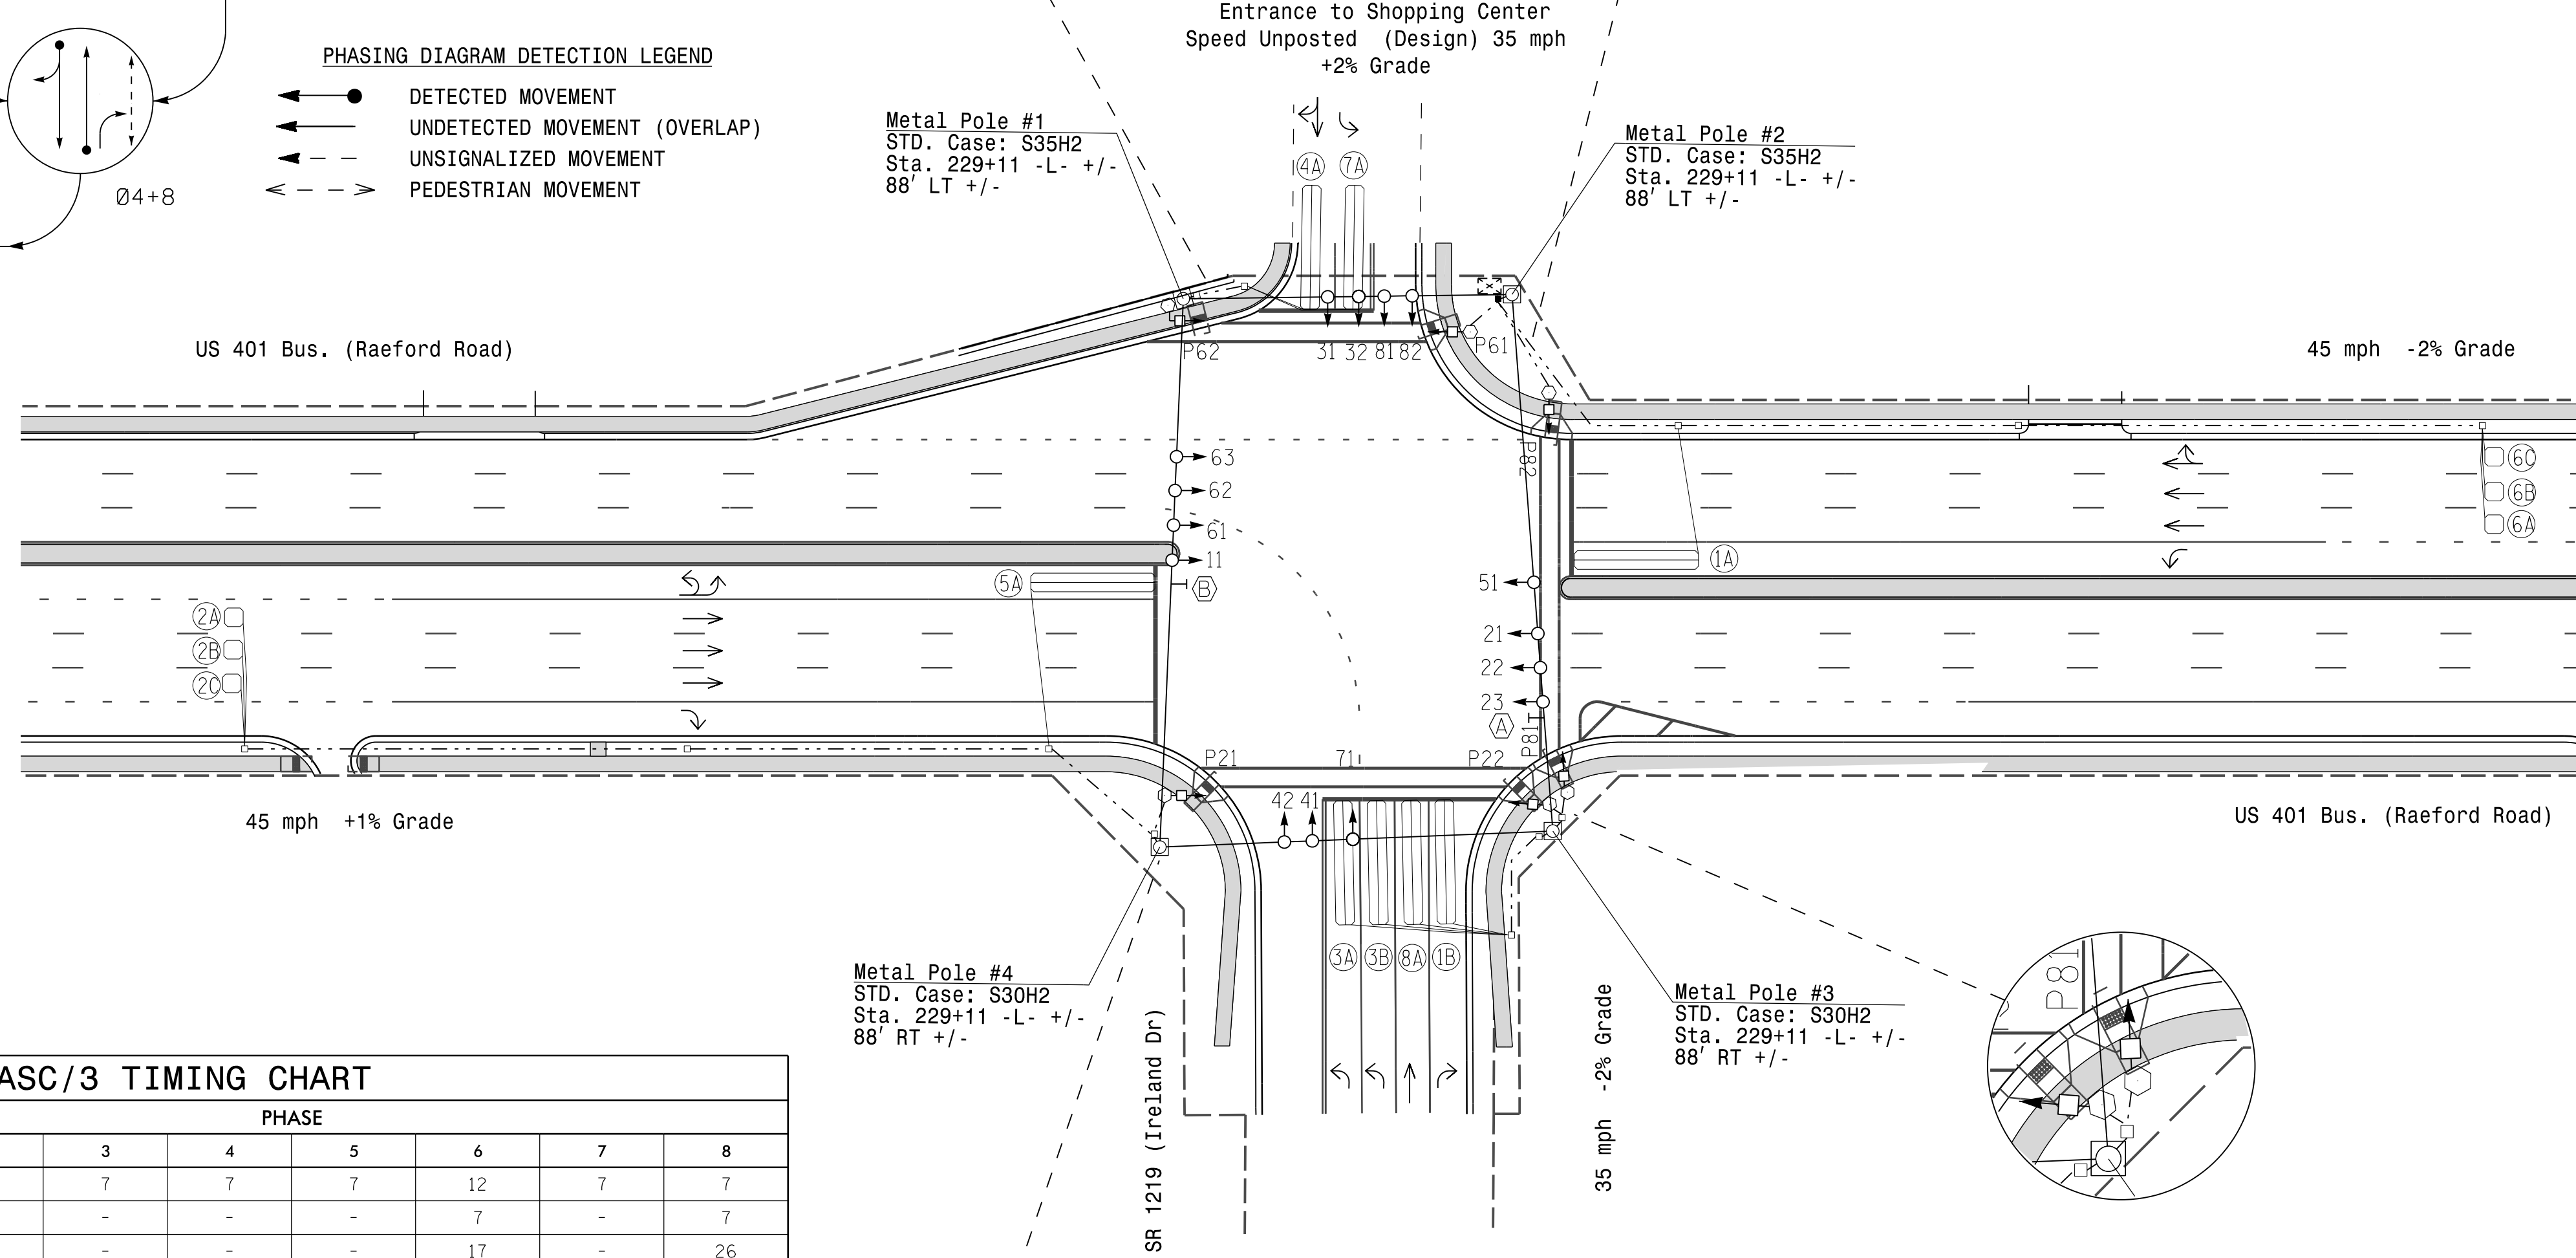 Entrance to Shopping Center
Speed Unposted (Design) 35 mph
+2% Grade
PHASING DIAGRAM DETECTION LEGEND
DETECTED MOVEMENT
UNDETECTED MOVEMENT (OVERLAP)
UNSIGNALIZED MOVEMENT
PEDESTRIAN MOVEMENT
Ø4+8
Metal Pole #1
STD. Case: S35H2
Sta. 229+11 -L- +/-
88' LT +/-
Metal Pole #2
STD. Case: S35H2
Sta. 229+11 -L- +/-
88' LT +/-
4A 7A
P62 31 32 81 82 P61
US 401 Bus. (Raeford Road)
45 mph -2% Grade
P82
63
62
61
11
B
6C
6B
6A
1A
5A
2A
2B
2C
51
21
22
23
A
P81
P21 71 P22
42 41
45 mph +1% Grade
US 401 Bus. (Raeford Road)
3A 3B 8A 1B
Metal Pole #4
STD. Case: S30H2
Sta. 229+11 -L- +/-
88' RT +/-
Metal Pole #3
STD. Case: S30H2
Sta. 229+11 -L- +/-
88' RT +/-
SR 1219 (Ireland Dr)
35 mph -2% Grade
P81
ASC/3 TIMING CHART
PHASE
3 4 5 6 7 8
7 7 7 12 7 7
- - - 7 - 7
- - - 17 - 26